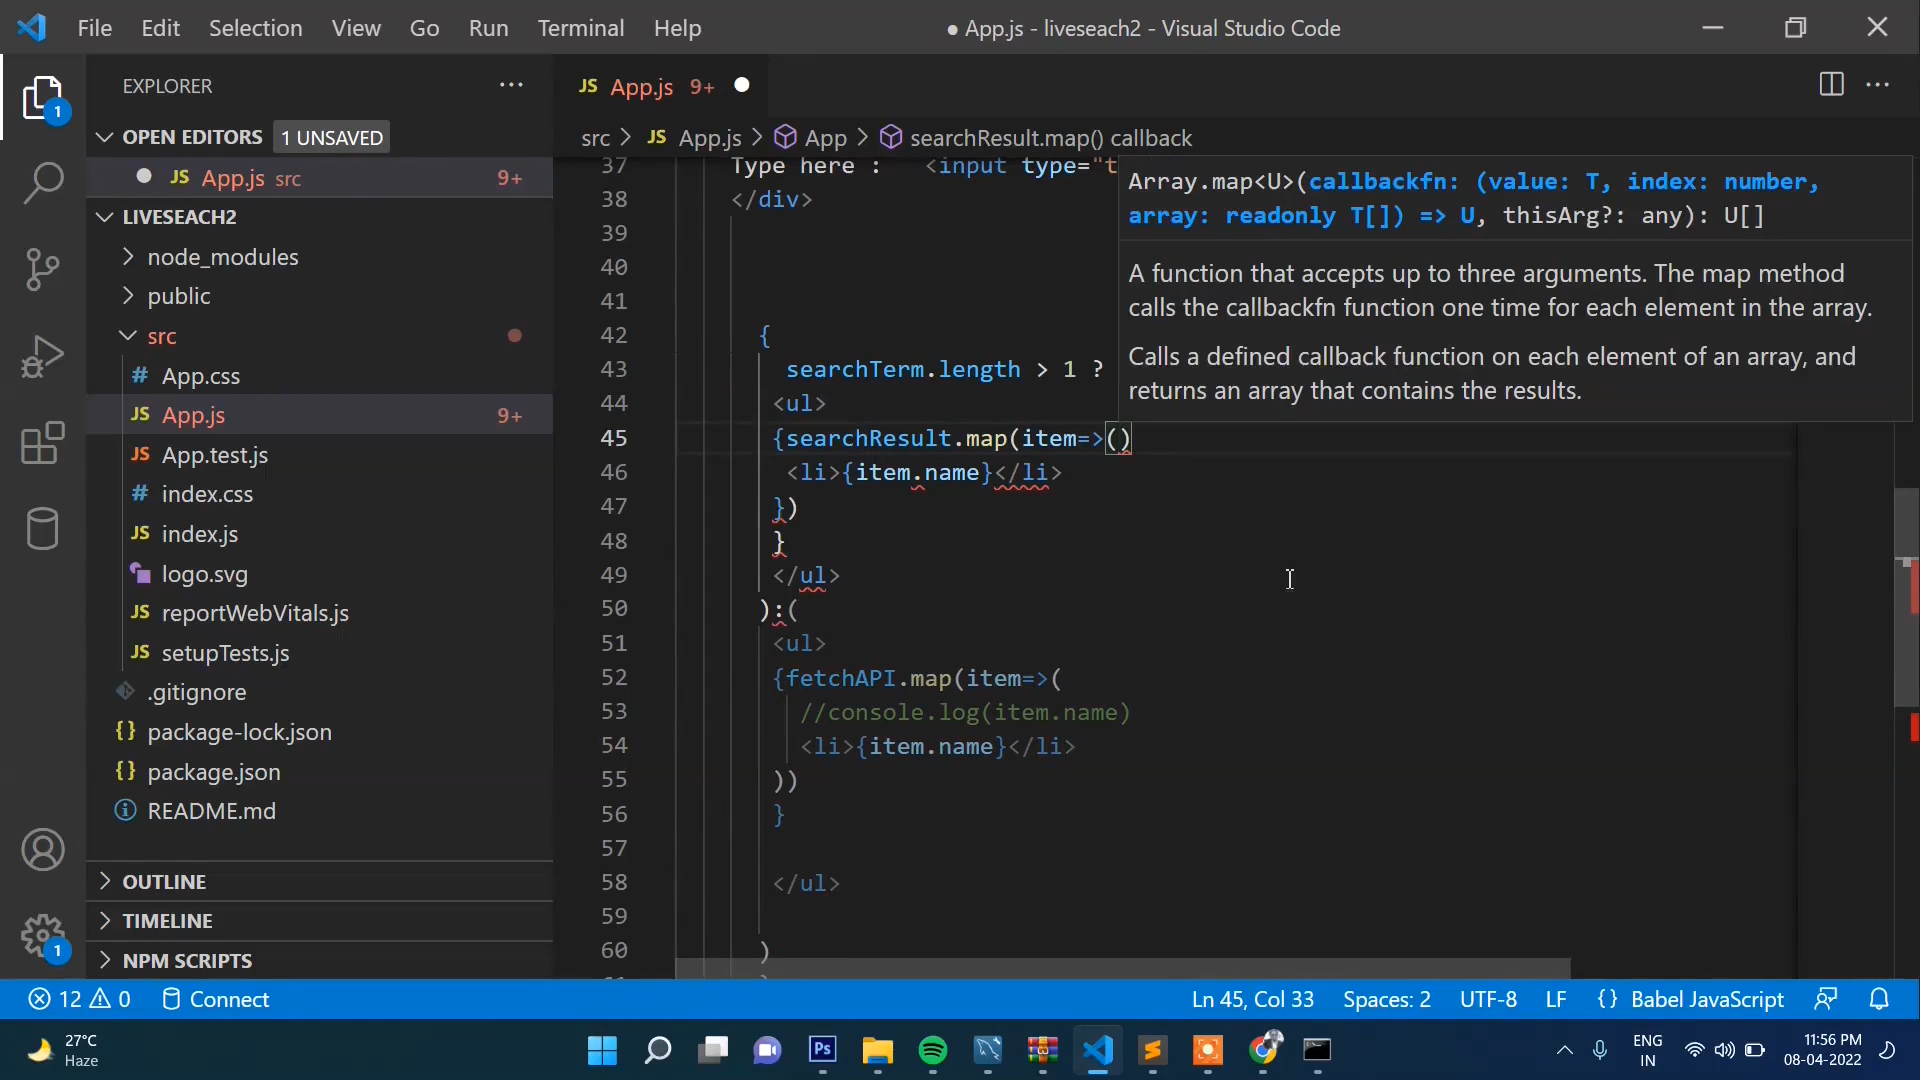 File Edit Selection View Go Run Terminal Help
● App.js - liveseach2 - Visual Studio Code
EXPLORER
OPEN EDITORS 1 UNSAVED
JS App.js src 9+
LIVESEACH2
node_modules
public
src
# App.css
JS App.js 9+
JS App.test.js
# index.css
JS index.js
logo.svg
JS reportWebVitals.js
JS setupTests.js
.gitignore
{} package-lock.json
{} package.json
README.md
OUTLINE
TIMELINE
NPM SCRIPTS
1
1
JS App.js 9+ ●
src > JS App.js > App > searchResult.map() callback
37 Type here : <input type="t
38 </div>
39
40
41
42 {
43 searchTerm.length > 1 ?
44 <ul>
45 {searchResult.map(item=>()
46 <li>{item.name}</li>
47 })
48 }
49 </ul>
50 ):(
51 <ul>
52 {fetchAPI.map(item=>(
53 //console.log(item.name)
54 <li>{item.name}</li>
55 ))
56 }
57
58 </ul>
59
60 )
Array.map<U>(callbackfn: (value: T, index: number,
array: readonly T[]) => U, thisArg?: any): U[]
A function that accepts up to three arguments. The map method
calls the callbackfn function one time for each element in the array.
Calls a defined callback function on each element of an array, and
returns an array that contains the results.
12 0 Connect
Ln 45, Col 33 Spaces: 2 UTF-8 LF {} Babel JavaScript
27°C
Haze
Ps
ENG
IN
11:56 PM
08-04-2022